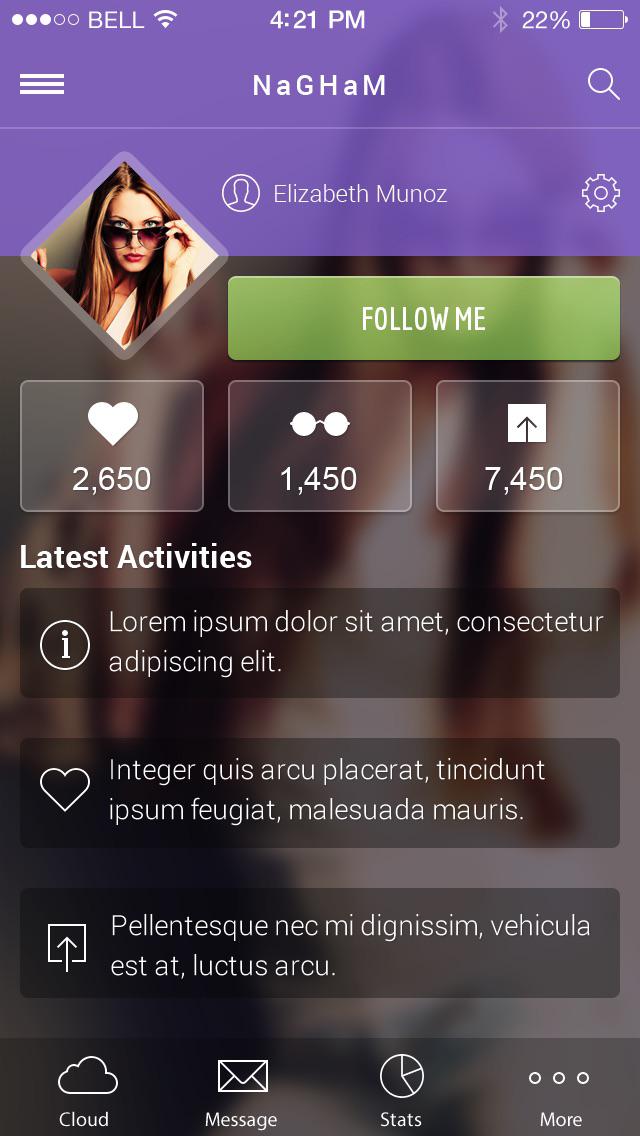 BELL 4:21 PM 22%
NaGHaM
Elizabeth Munoz
FOLLOW ME
2,650 1,450 7,450
Latest Activities
Lorem ipsum dolor sit amet, consectetur
adipiscing elit.
Integer quis arcu placerat, tincidunt
ipsum feugiat, malesuada mauris.
Pellentesque nec mi dignissim, vehicula
est at, luctus arcu.
Cloud Message Stats More